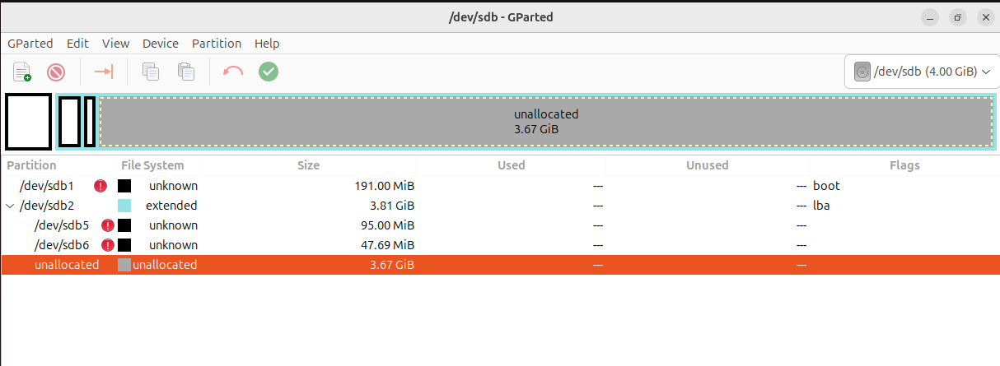 /dev/sdb - GParted
GParted Edit View Device Partition Help
/dev/sdb (4.00 GiB)
unallocated
3.67 GiB
Partition File System Size Used Unused Flags
/dev/sdb1 unknown 191.00 MiB --- --- boot
/dev/sdb2 extended 3.81 GiB --- --- lba
/dev/sdb5 unknown 95.00 MiB --- ---
/dev/sdb6 unknown 47.69 MiB --- ---
unallocated unallocated 3.67 GiB --- ---